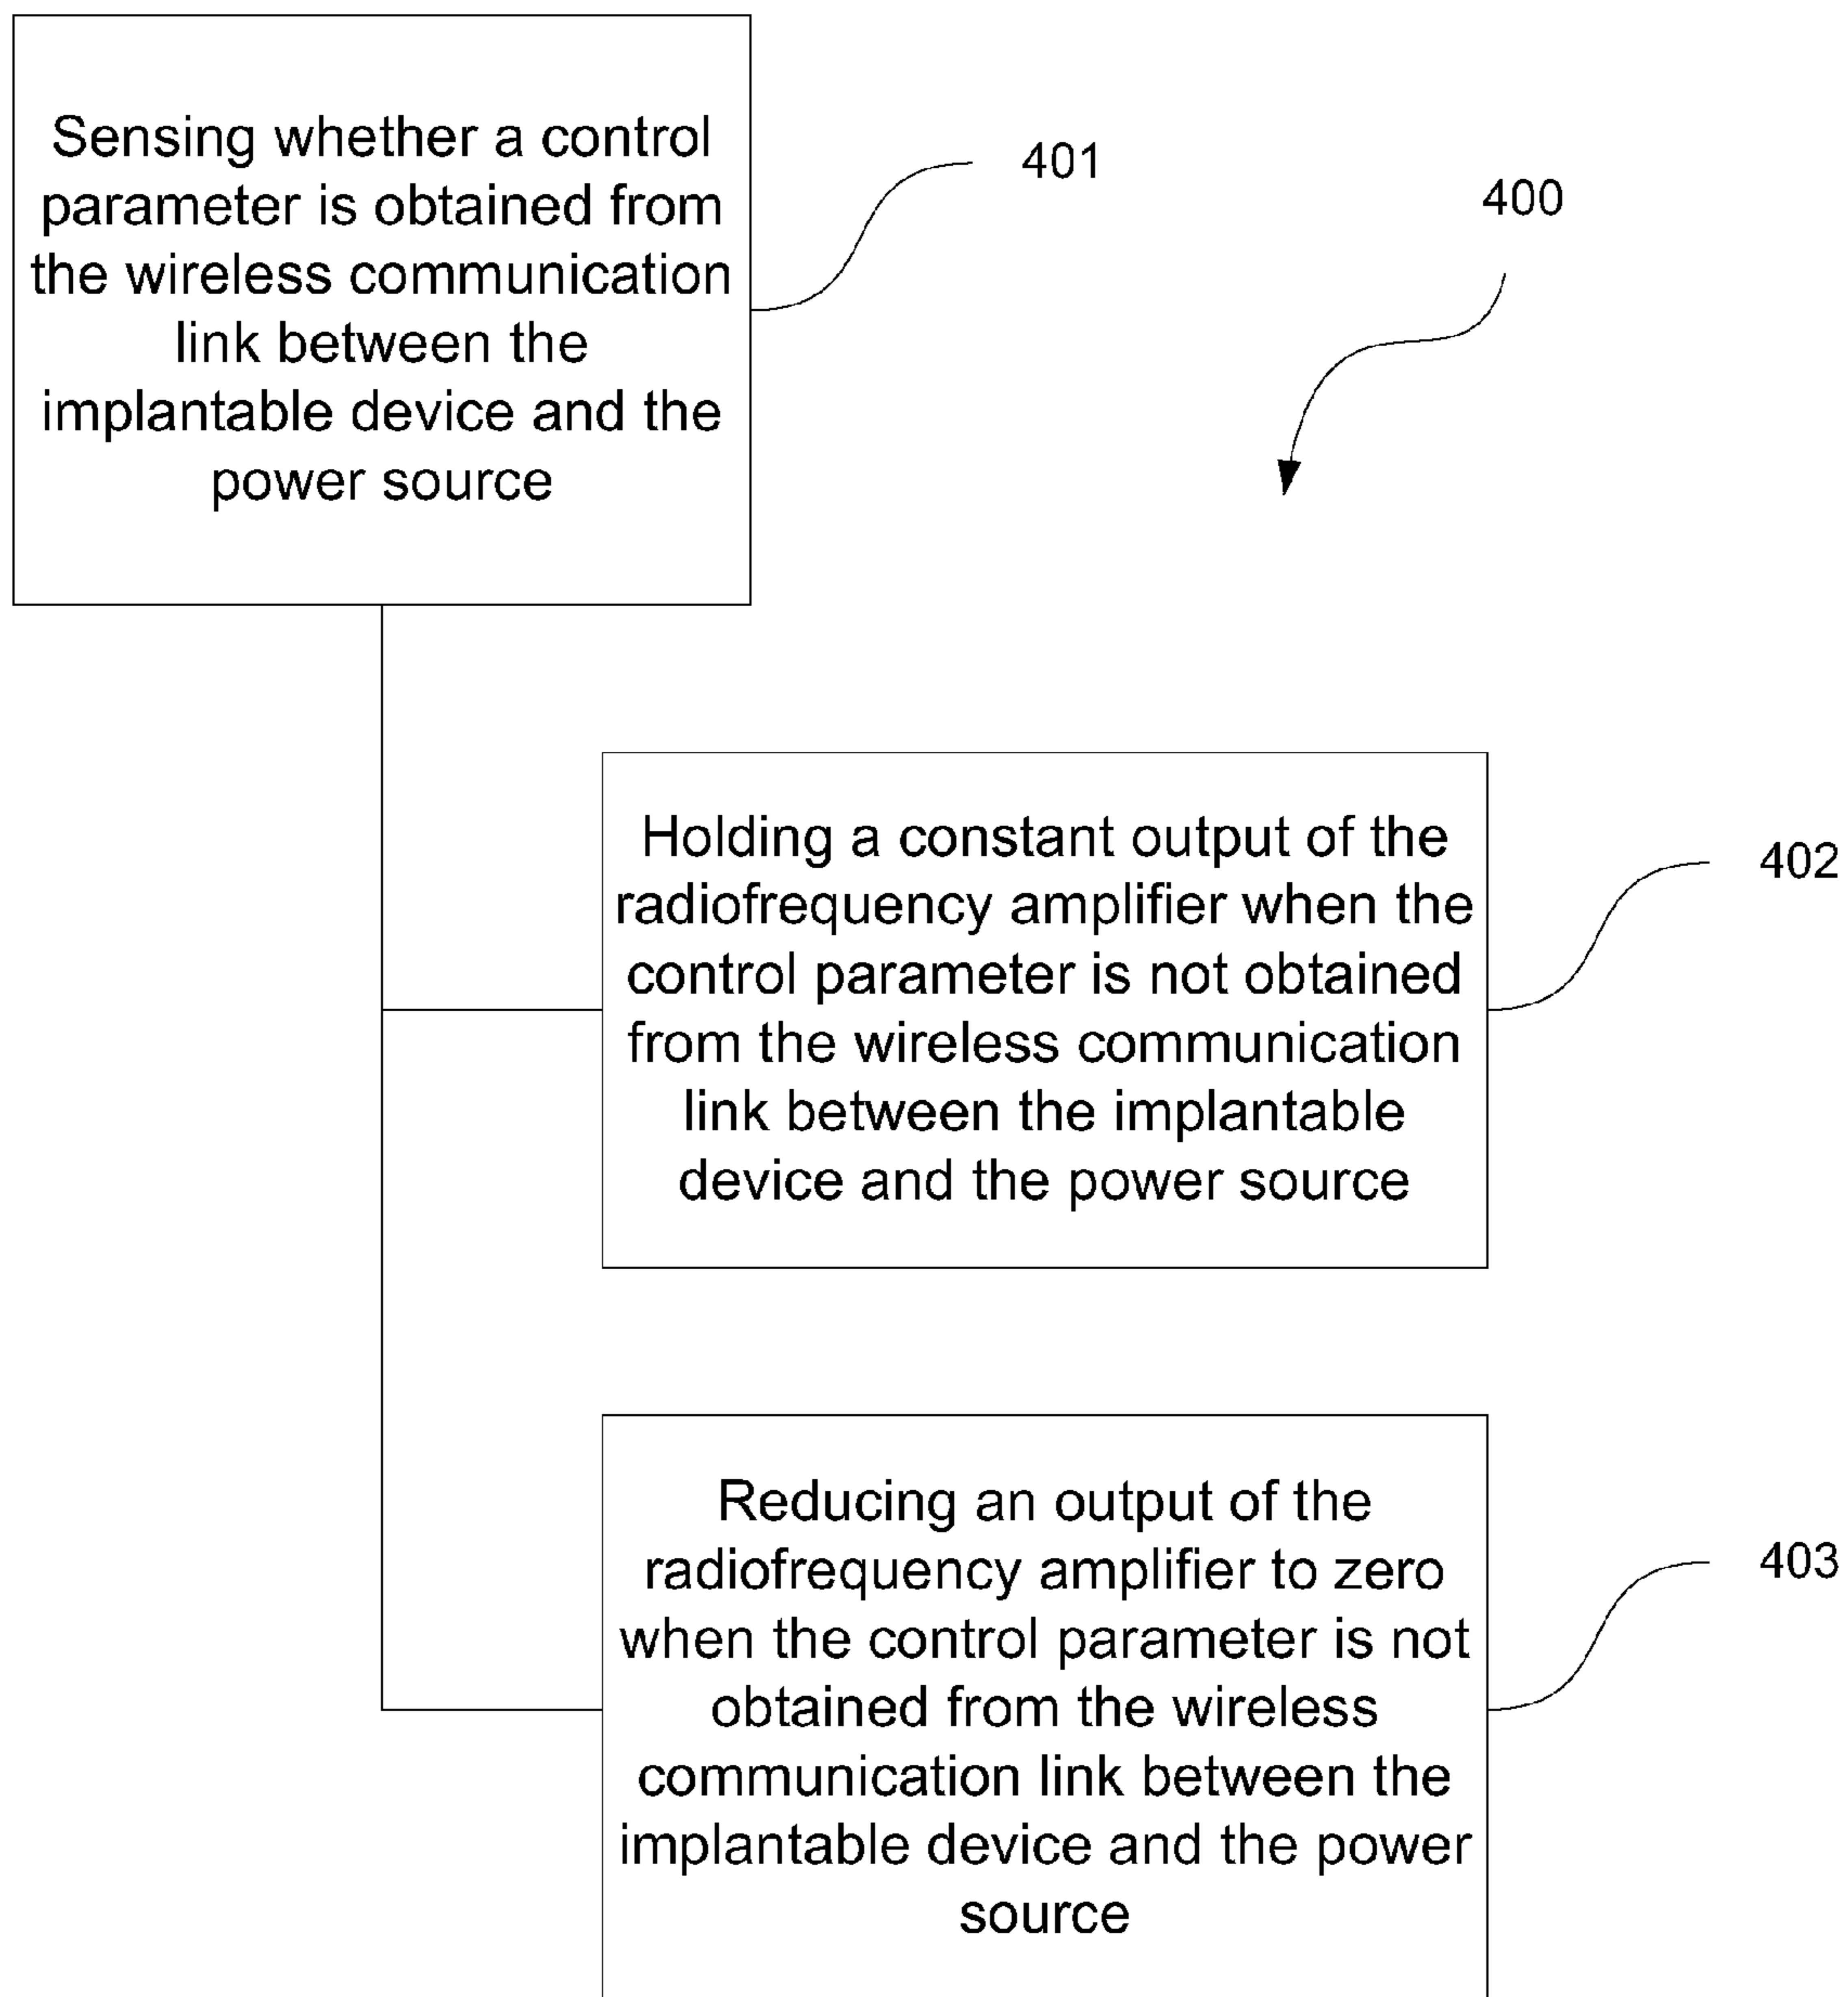 Sensing whether a control
parameter is obtained from
the wireless communication
link between the
implantable device and the
power source
401
400
Holding a constant output of the
radiofrequency amplifier when the
control parameter is not obtained
from the wireless communication
link between the implantable
device and the power source
402
Reducing an output of the
radiofrequency amplifier to zero
when the control parameter is not
obtained from the wireless
communication link between the
implantable device and the power
source
403